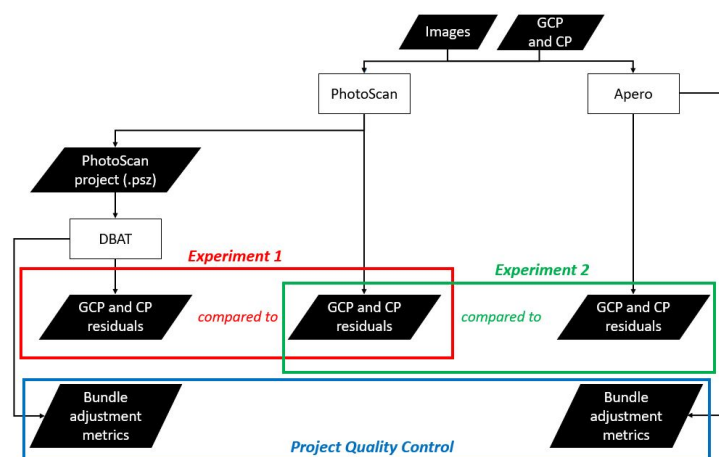 Images
GCP
and CP
PhotoScan
Apero
PhotoScan
project (.psz)
DBAT
Experiment 1
Experiment 2
GCP and CP
residuals
compared to
GCP and CP
residuals
compared to
GCP and CP
residuals
Bundle
adjustment
metrics
Project Quality Control
Bundle
adjustment
metrics